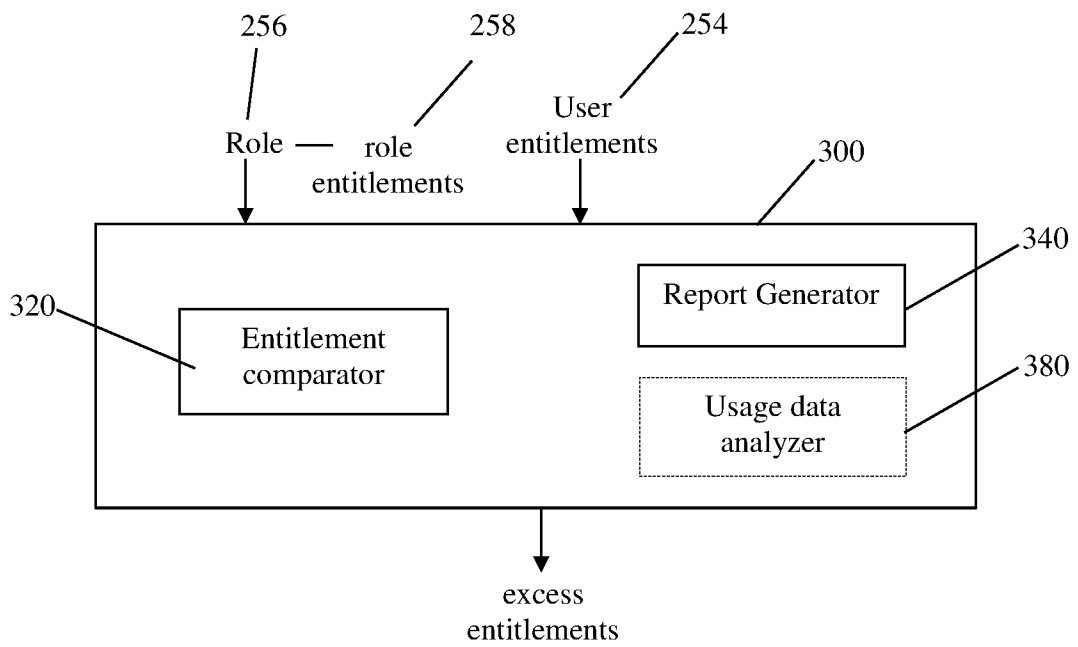 256
258
254
User
entitlements
Role
role
entitlements
300
340
Report Generator
320
Entitlement
comparator
380
Usage data
analyzer
excess
entitlements